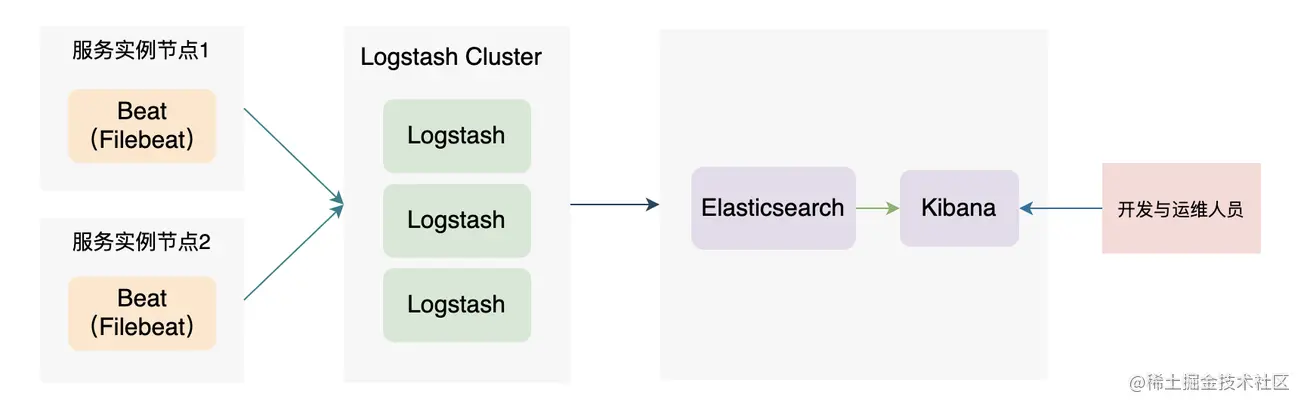 服务实例节点1
Beat
（Filebeat）
服务实例节点2
Beat
（Filebeat）
Logstash Cluster
Logstash
Logstash
Logstash
Elasticsearch
Kibana
开发与运维人员
@稀土掘金技术社区